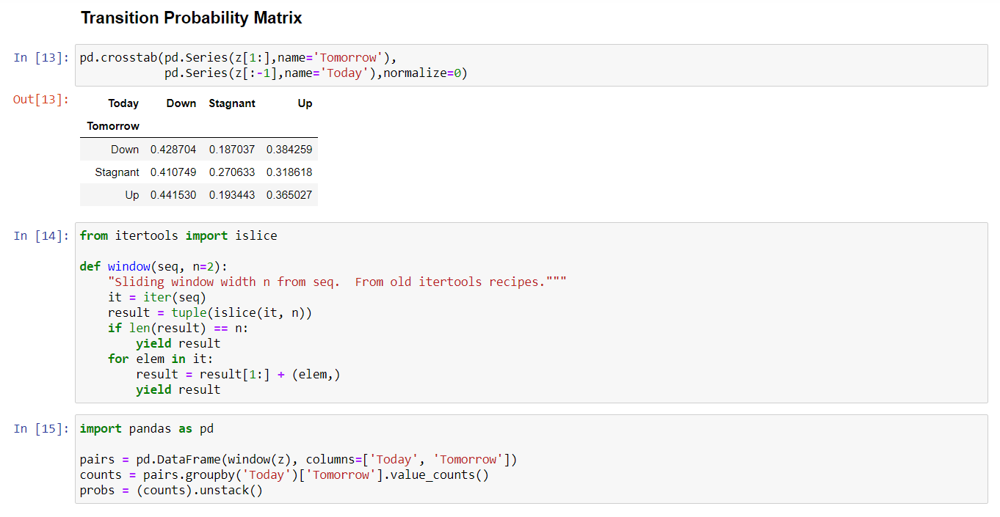 Transition Probability Matrix
In [13]: pd.crosstab(pd.Series(z[1:],name='Tomorrow'),
            pd.Series(z[:-1],name='Today'),normalize=0)
Out[13]:
Today Down Stagnant Up
Tomorrow
Down 0.428704 0.187037 0.384259
Stagnant 0.410749 0.270633 0.318618
Up 0.441530 0.193443 0.365027
In [14]: from itertools import islice
def window(seq, n=2):
    "Sliding window width n from seq.  From old itertools recipes."""
    it = iter(seq)
    result = tuple(islice(it, n))
    if len(result) == n:
        yield result
    for elem in it:
        result = result[1:] + (elem,)
        yield result
In [15]: import pandas as pd
pairs = pd.DataFrame(window(z), columns=['Today', 'Tomorrow'])
counts = pairs.groupby('Today')['Tomorrow'].value_counts()
probs = (counts).unstack()